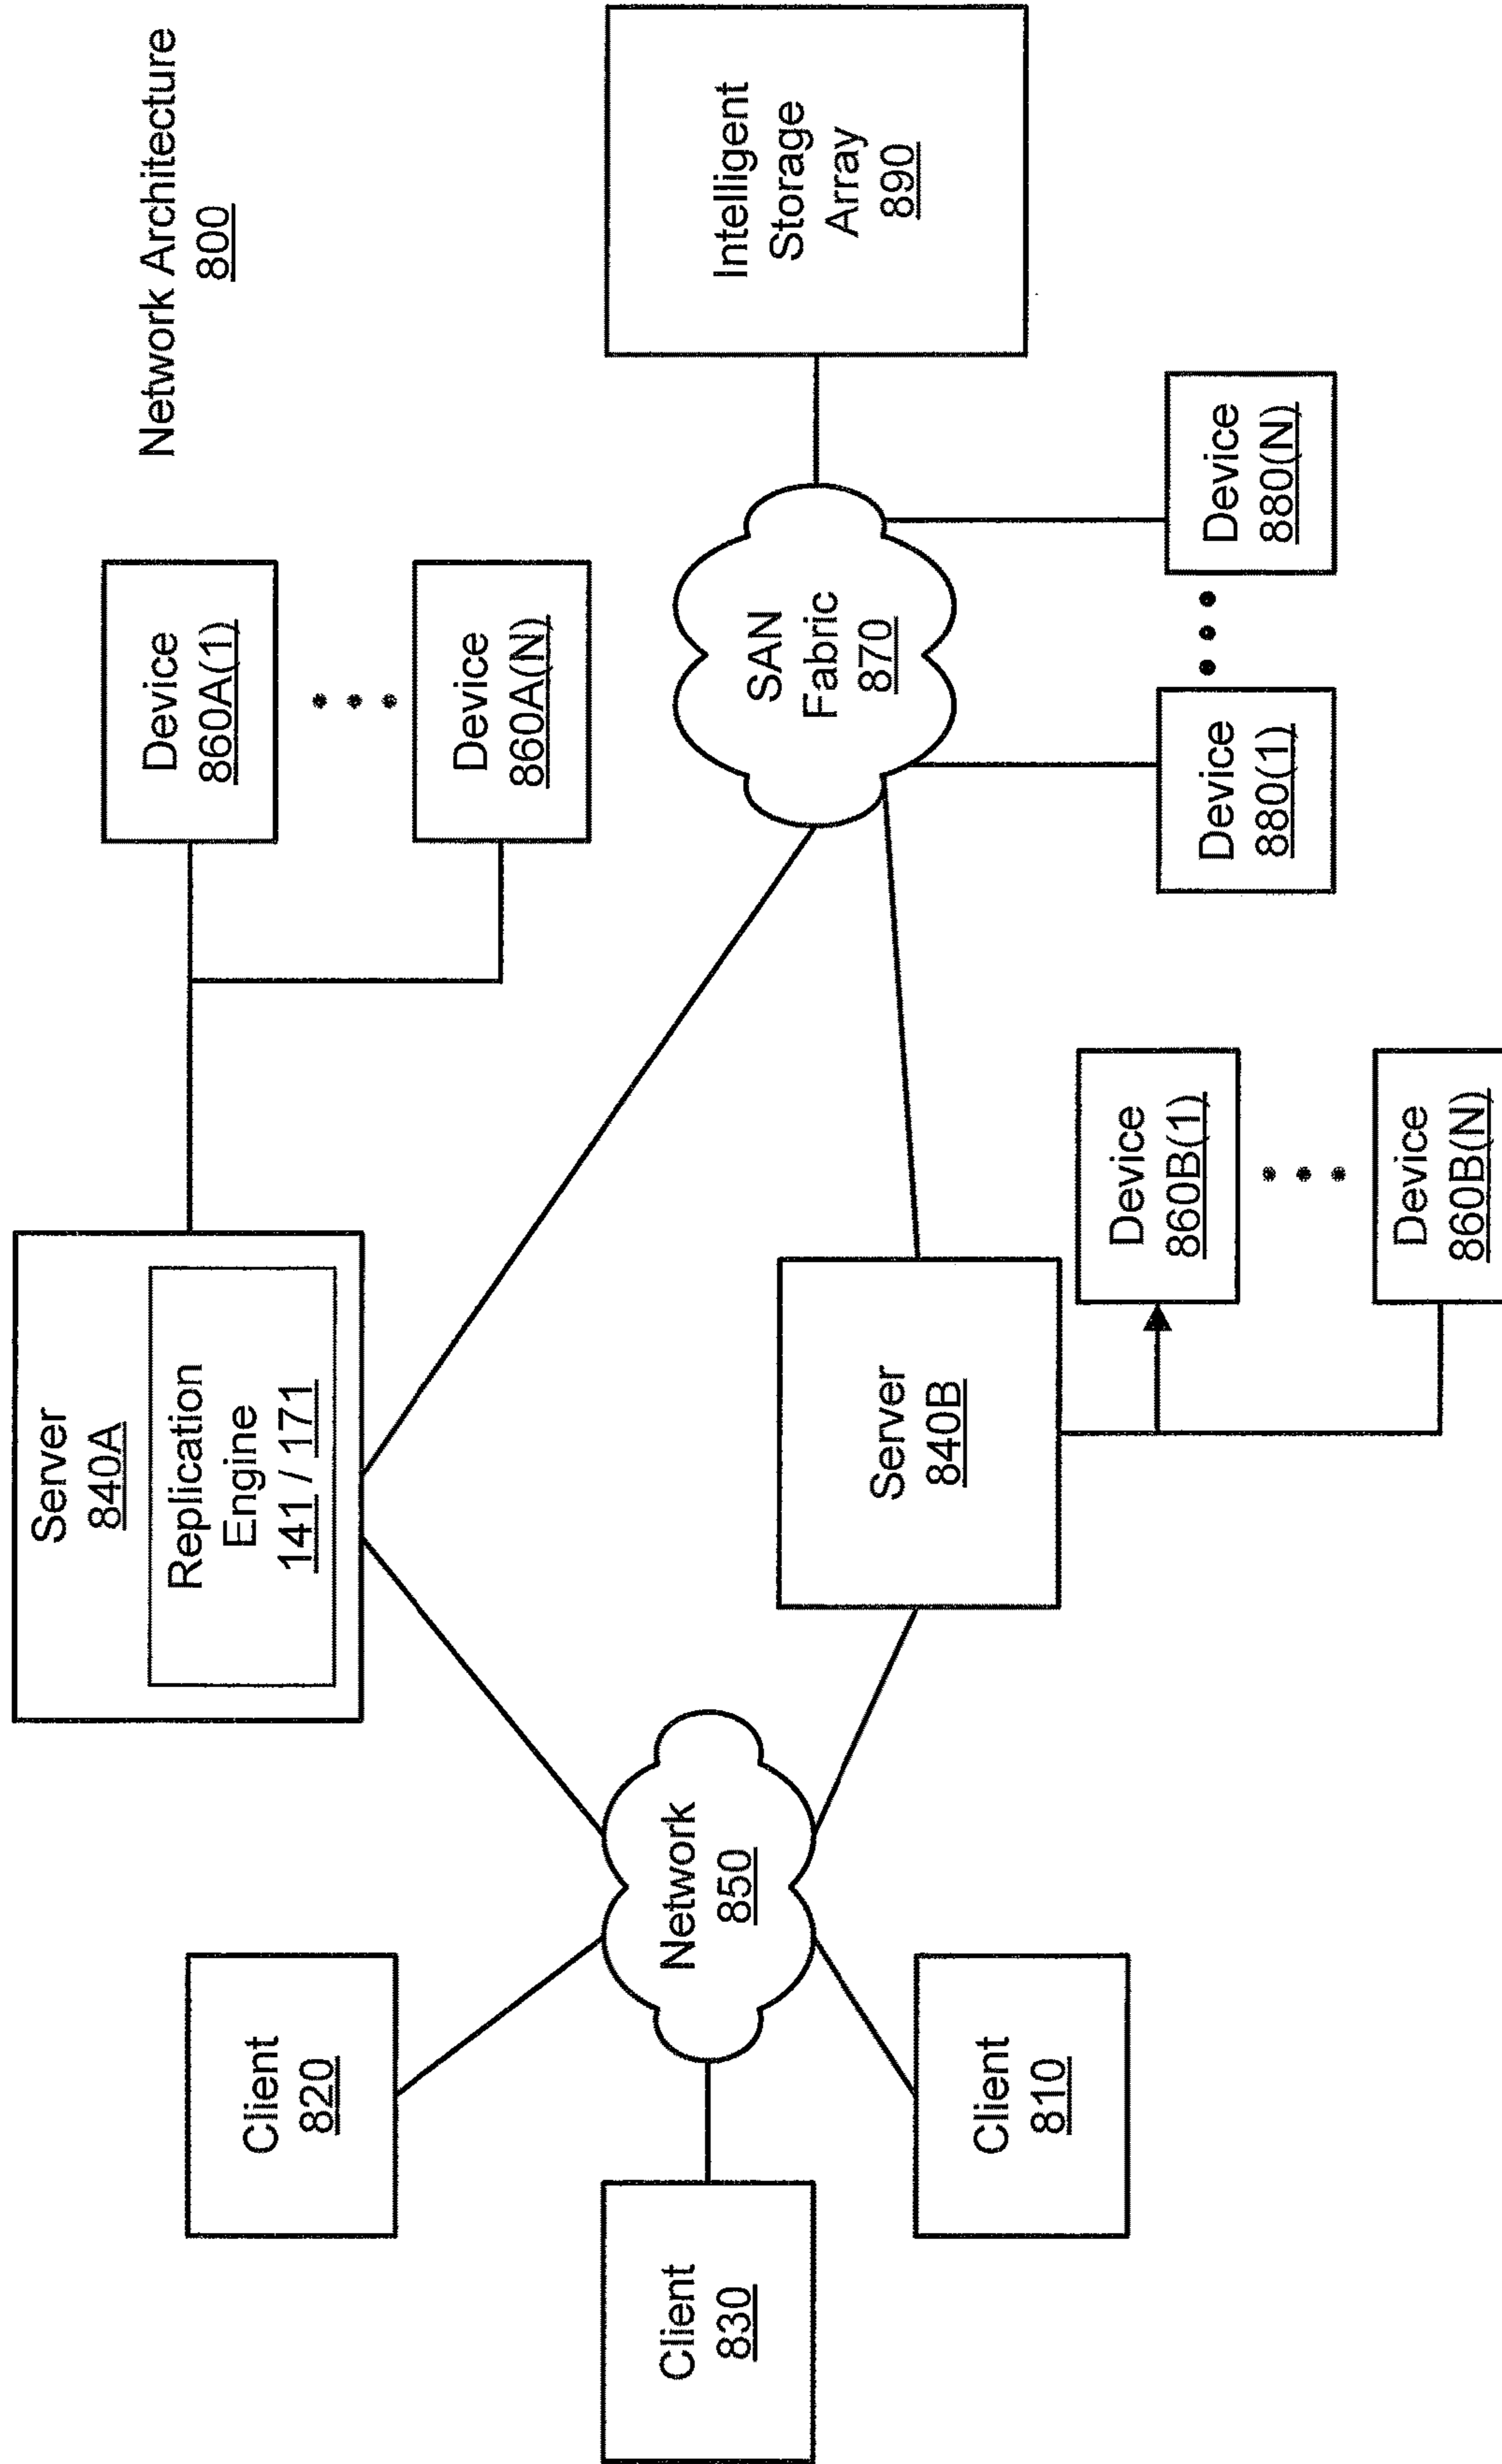 Network Architecture
800
Client
820
Client
830
Client
810
Network
850
Server
840A
Replication
Engine
141 / 171
Server
840B
Device
860A(1)
Device
860A(N)
Device
860B(1)
Device
860B(N)
SAN
Fabric
870
Device
880(1)
Device
880(N)
Intelligent
Storage
Array
890